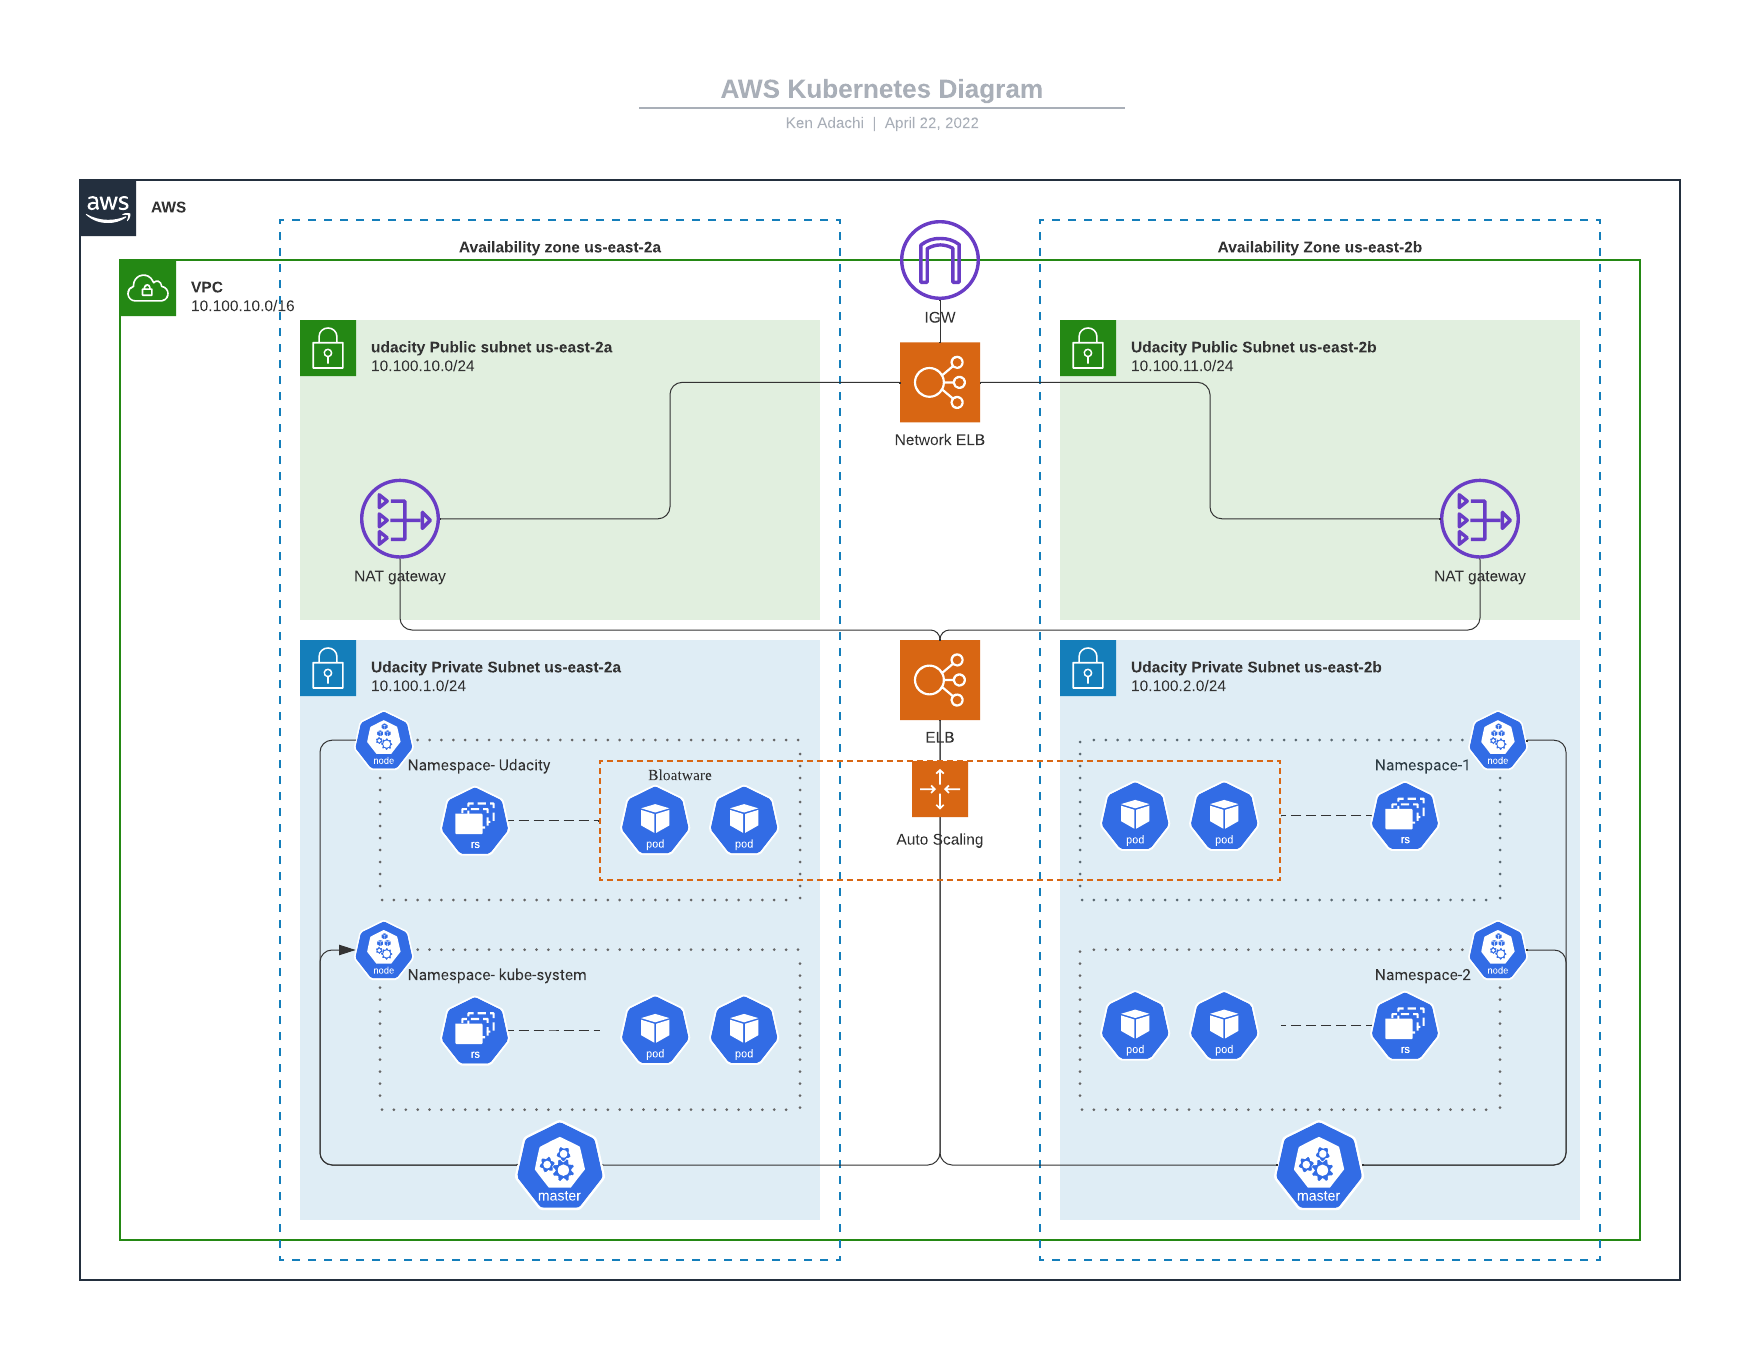 AWS Kubernetes Diagram
Ken Adachi | April 22, 2022
aws
AWS
Availability zone us-east-2a
Availability Zone us-east-2b
VPC
10.100.10.0/16
IGW
udacity Public subnet us-east-2a
10.100.10.0/24
Udacity Public Subnet us-east-2b
10.100.11.0/24
Network ELB
NAT gateway
NAT gateway
Udacity Private Subnet us-east-2a
10.100.1.0/24
Udacity Private Subnet us-east-2b
10.100.2.0/24
ELB
node
Namespace- Udacity
Bloatware
rs
pod
pod
Auto Scaling
node
Namespace-1
pod
pod
rs
node
Namespace- kube-system
rs
pod
pod
node
Namespace-2
pod
pod
rs
master
master